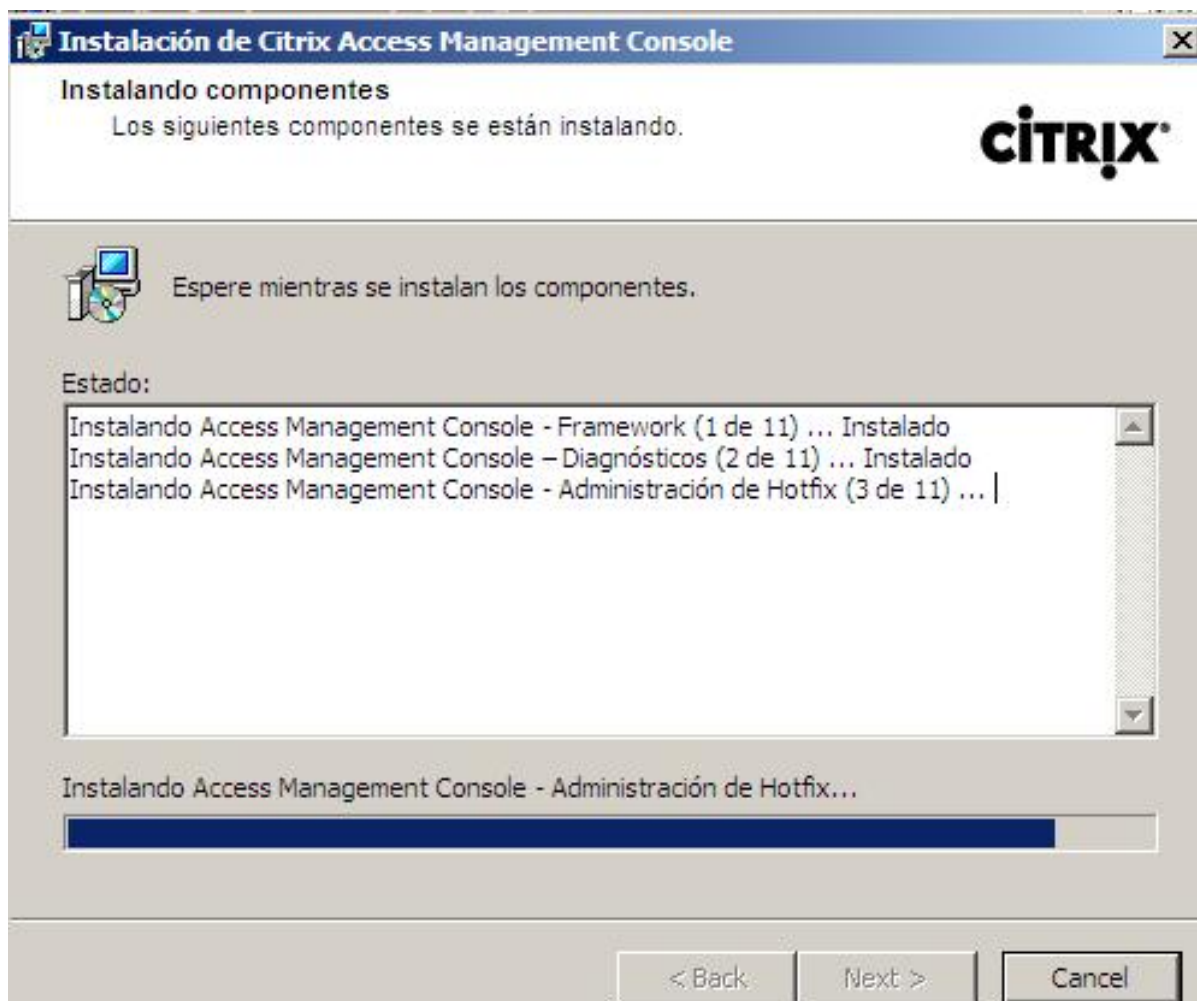 Instalación de Citrix Access Management Console
Instalando componentes
Los siguientes componentes se están instalando.
CİTRIX®
Espere mientras se instalan los componentes.
Estado:
Instalando Access Management Console - Framework (1 de 11) ... Instalado
Instalando Access Management Console – Diagnósticos (2 de 11) ... Instalado
Instalando Access Management Console - Administración de Hotfix (3 de 11) ...
Instalando Access Management Console - Administración de Hotfix...
< Back
Next >
Cancel